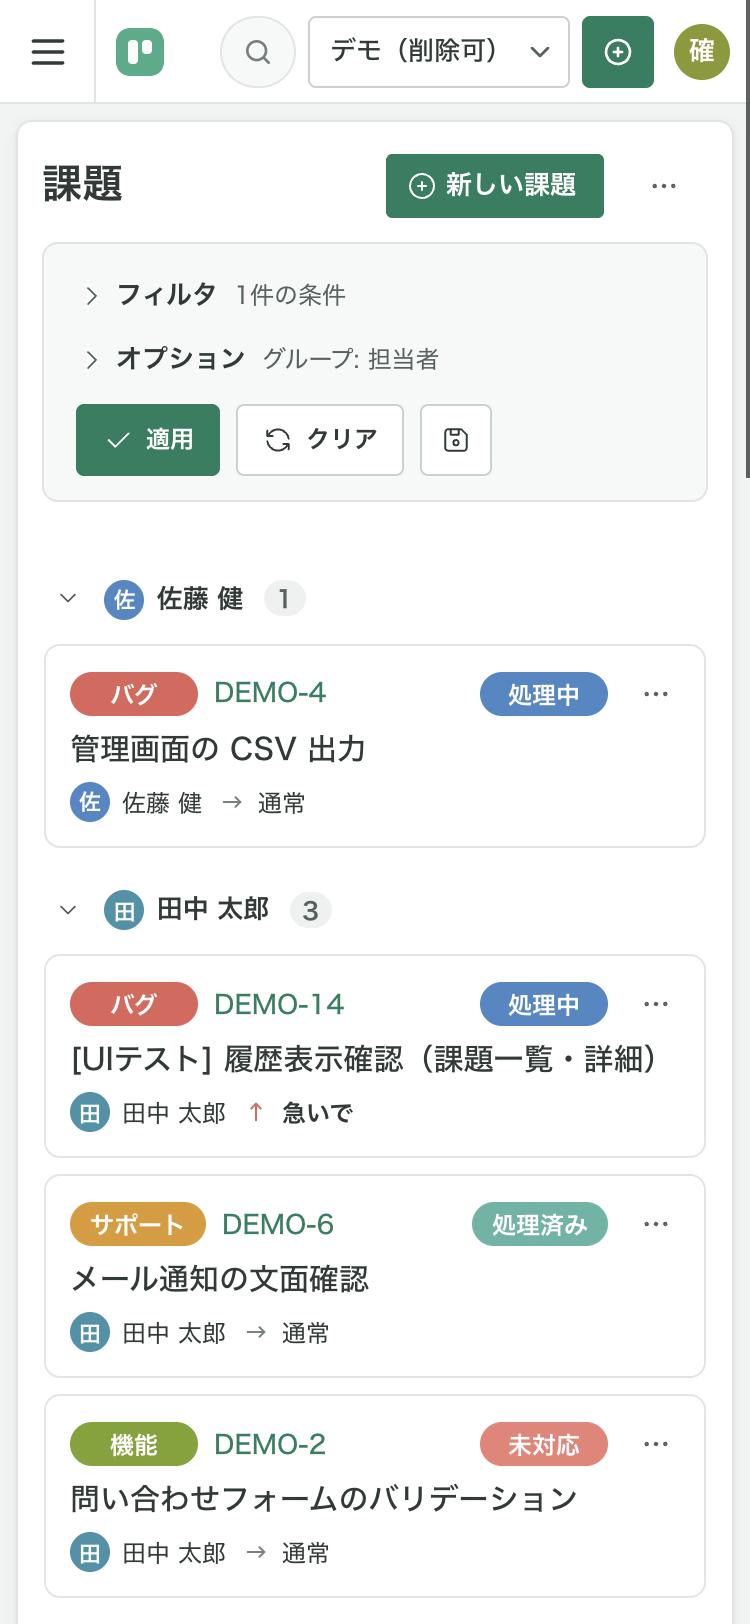 デモ（削除可）
確
課題
新しい課題
フィルタ 1件の条件
オプション グループ: 担当者
適用 クリア
佐 佐藤 健 1
バグ DEMO-4 処理中
管理画面の CSV 出力
佐 佐藤 健 → 通常
田 田中 太郎 3
バグ DEMO-14 処理中
[UIテスト] 履歴表示確認（課題一覧・詳細）
田 田中 太郎 ↑ 急いで
サポート DEMO-6 処理済み
メール通知の文面確認
田 田中 太郎 → 通常
機能 DEMO-2 未対応
問い合わせフォームのバリデーション
田 田中 太郎 → 通常